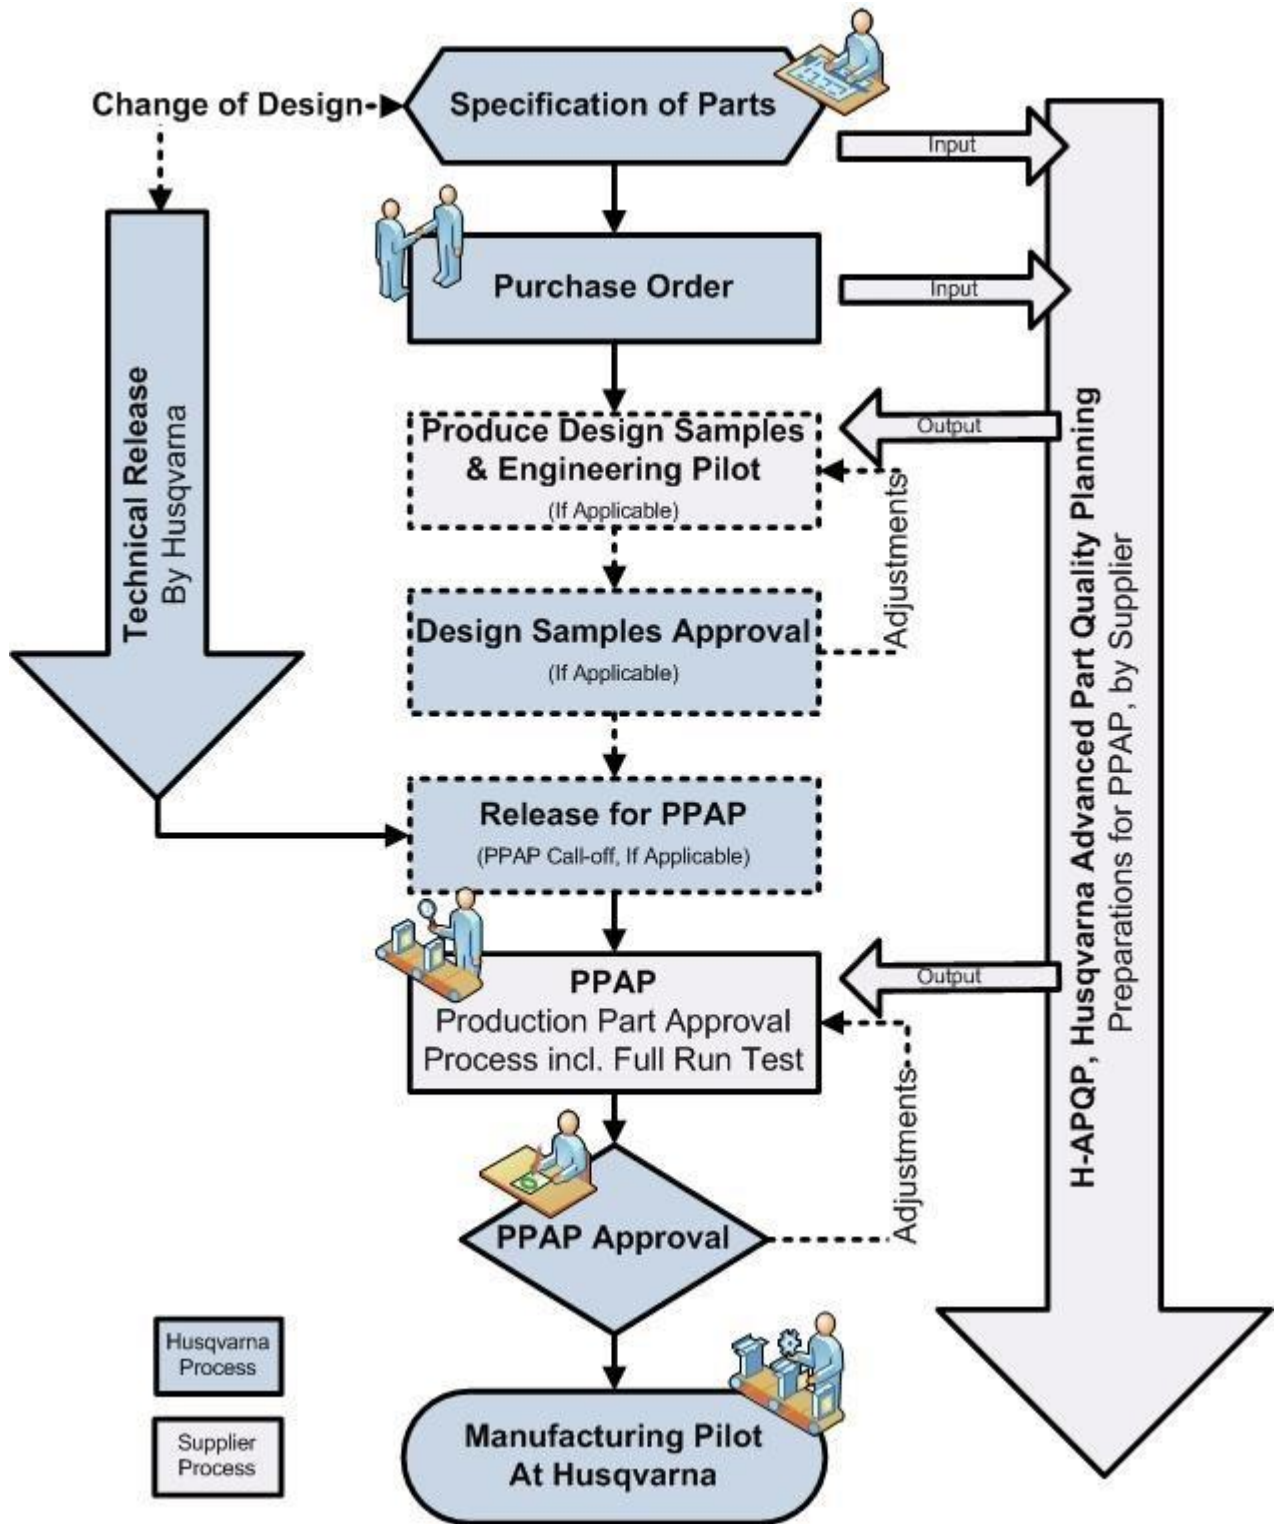 Change of Design
Specification of Parts
Input
Purchase Order
Input
Technical Release
By Husqvarna
Produce Design Samples
& Engineering Pilot
(If Applicable)
Output
Adjustments
Design Samples Approval
(If Applicable)
H-APQP, Husqvarna Advanced Part Quality Planning
Preparations for PPAP, by Supplier
Release for PPAP
(PPAP Call-off, If Applicable)
PPAP
Production Part Approval
Process incl. Full Run Test
Output
Adjustments
PPAP Approval
Husqvarna
Process
Supplier
Process
Manufacturing Pilot
At Husqvarna